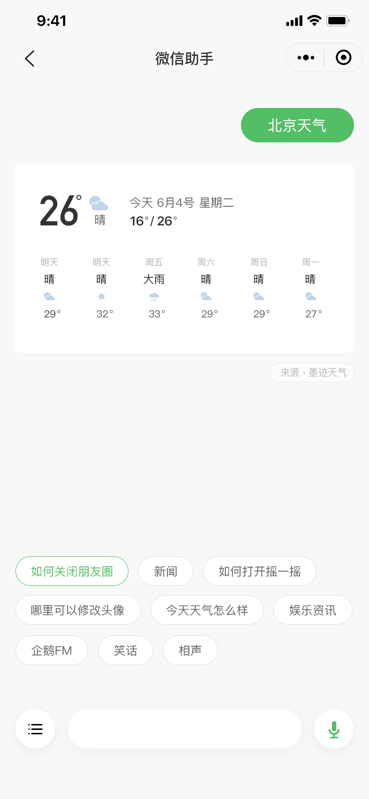 9:41
微信助手
北京天气
26°
晴
今天 6月4号 星期二
16°/ 26°
明天 明天 周五 周六 周日 周一
晴 晴 大雨 晴 晴 晴
29° 32° 33° 29° 29° 27°
来源・墨迹天气
如何关闭朋友圈 新闻 如何打开摇一摇
哪里可以修改头像 今天天气怎么样 娱乐资讯
企鹅FM 笑话 相声